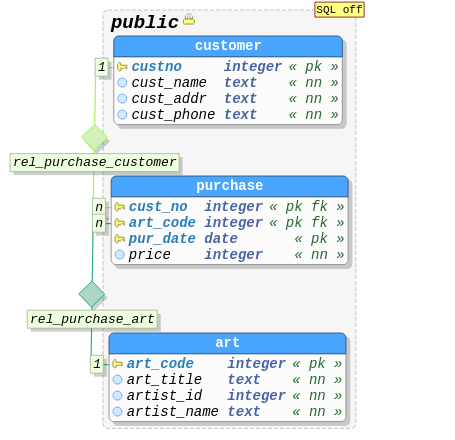 SQL off
public
customer
1 custno integer « pk »
cust_name text « nn »
cust_addr text « nn »
cust_phone text « nn »
rel_purchase_customer
purchase
n cust_no integer « pk fk »
n art_code integer « pk fk »
pur_date date « pk »
price integer « nn »
rel_purchase_art
art
1 art_code integer « pk »
art_title text « nn »
artist_id integer « nn »
artist_name text « nn »